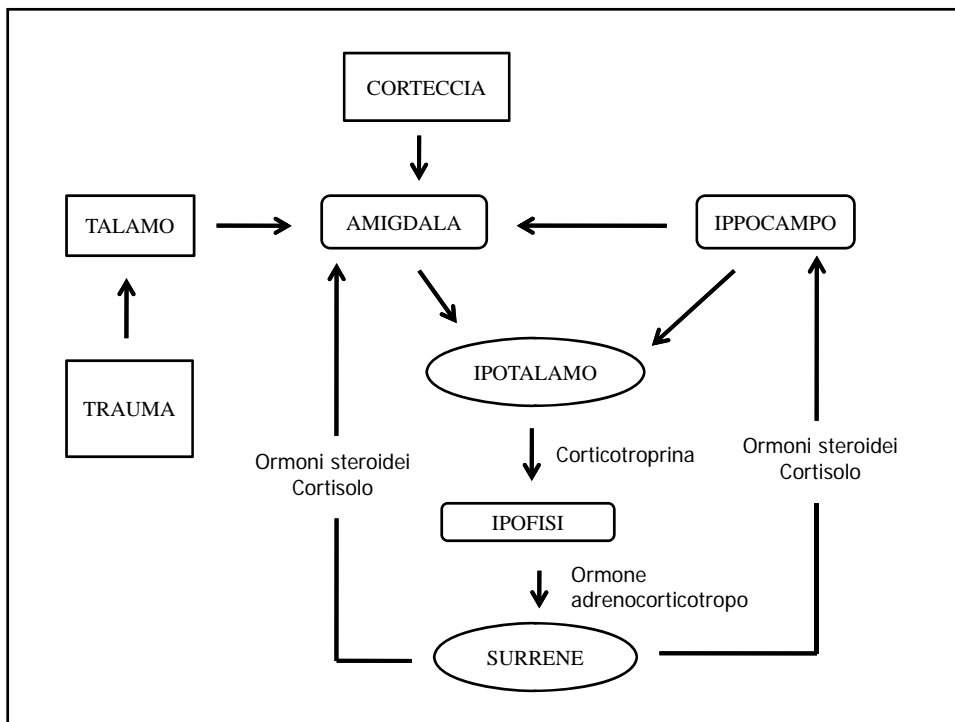 CORTECCIA
TALAMO
AMIGDALA
IPPOCAMPO
IPOTALAMO
TRAUMA
Ormoni steroidei
Cortisolo
Corticotroprina
Ormoni steroidei
Cortisolo
IPOFISI
Ormone
adrenocorticotropo
SURRENE